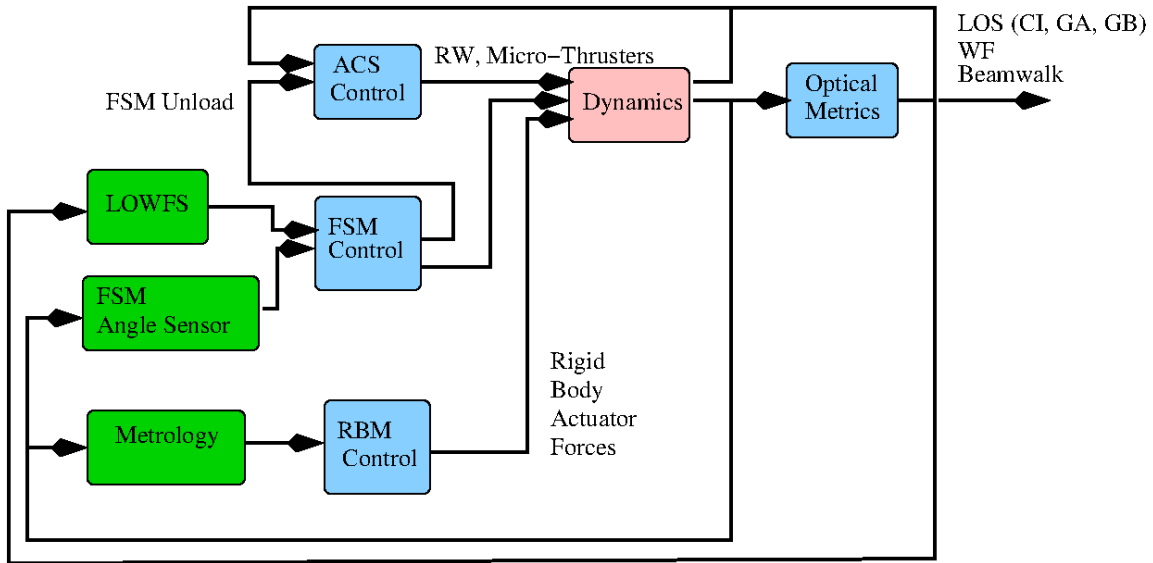 LOS (CI, GA, GB)
WF
Beamwalk
RW, Micro-Thrusters
ACS
Control
Dynamics
Optical
Metrics
FSM Unload
LOWFS
FSM
Control
FSM
Angle Sensor
Rigid
Body
Actuator
Forces
Metrology
RBM
Control